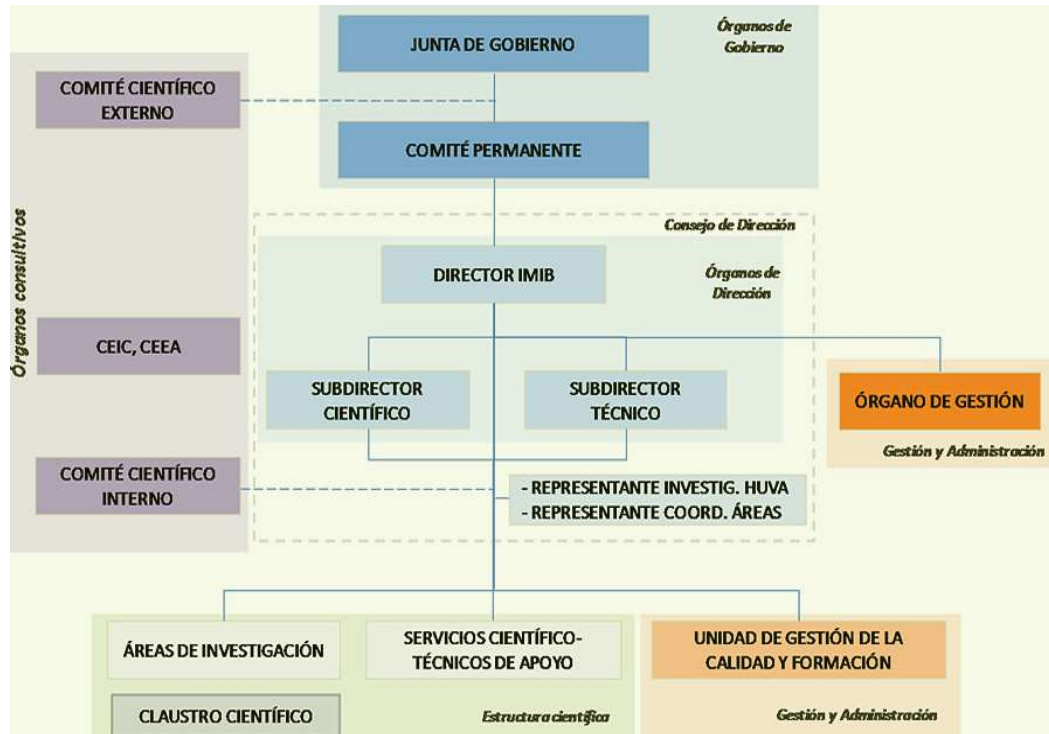 JUNTA DE GOBIERNO
Órganos de
Gobierno
COMITÉ CIENTÍFICO
EXTERNO
COMITÉ PERMANENTE
Órganos consultivos
Consejo de Dirección
DIRECTOR IMIB
Órganos de
Dirección
CEIC, CEEA
SUBDIRECTOR
CIENTÍFICO
SUBDIRECTOR
TÉCNICO
ÓRGANO DE GESTIÓN
Gestión y Administración
COMITÉ CIENTÍFICO
INTERNO
- REPRESENTANTE INVESTIG. HUVA
- REPRESENTANTE COORD. ÁREAS
ÁREAS DE INVESTIGACIÓN
SERVICIOS CIENTÍFICO-
TÉCNICOS DE APOYO
UNIDAD DE GESTIÓN DE LA
CALIDAD Y FORMACIÓN
CLAUSTRO CIENTÍFICO
Estructura científica
Gestión y Administración